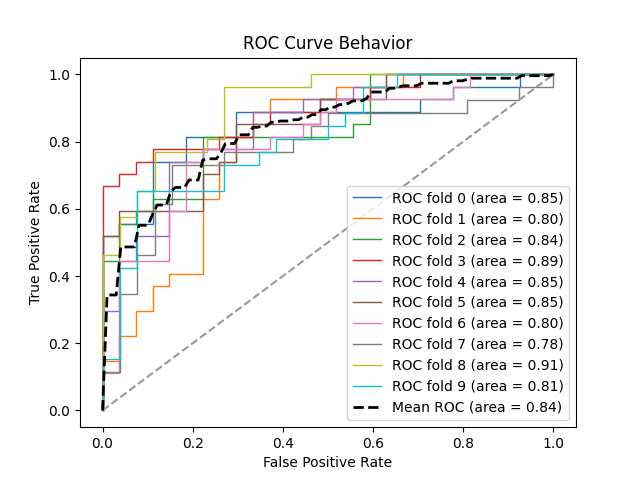 ROC Curve Behavior
True Positive Rate
1.0
0.8
0.6
0.4
0.2
0.0
ROC fold 0 (area = 0.85)
ROC fold 1 (area = 0.80)
ROC fold 2 (area = 0.84)
ROC fold 3 (area = 0.89)
ROC fold 4 (area = 0.85)
ROC fold 5 (area = 0.85)
ROC fold 6 (area = 0.80)
ROC fold 7 (area = 0.78)
ROC fold 8 (area = 0.91)
ROC fold 9 (area = 0.81)
Mean ROC (area = 0.84)
0.0 0.2 0.4 0.6 0.8 1.0
False Positive Rate